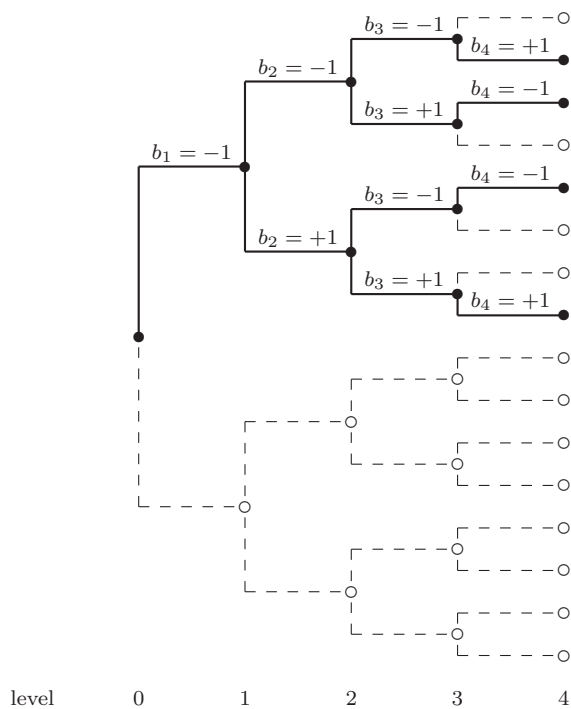 b₃ = −1
b₄ = +1
b₂ = −1
b₄ = −1
b₃ = +1
b₁ = −1
b₄ = −1
b₃ = −1
b₂ = +1
b₃ = +1
b₄ = +1
level 0 1 2 3 4